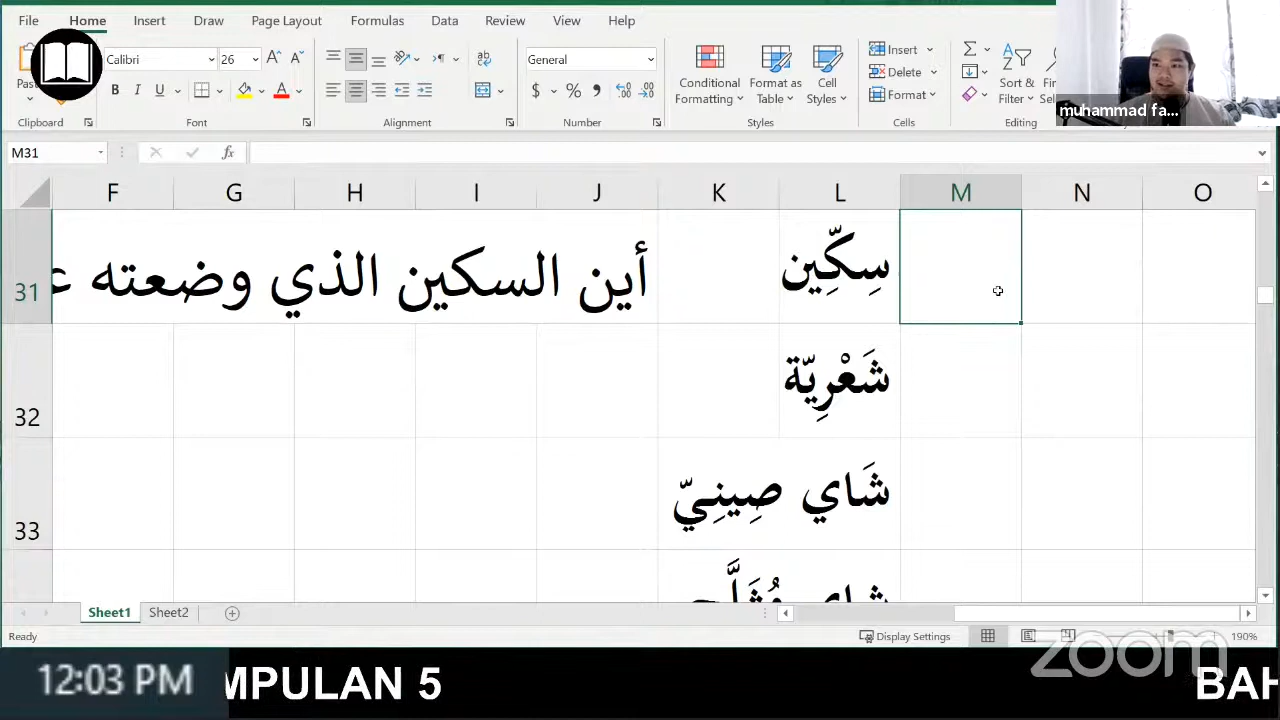 File Home Insert Draw Page Layout Formulas Data Review View Help
Calibri 26 General
Insert
Delete
Format
Conditional Formatting
Format as Table
Cell Styles
Sort & Filter
muhammad fa...
Clipboard Font Alignment Number Styles Cells Editing
M31 fx
F G H I J K L M N O
31 سِكِّين أين السكين الذي وضعته
32 شَعْرِيّة
33 شَاي صِينِيّ
Sheet1 Sheet2
Ready Display Settings 190%
zoom
12:03 PM MPULAN 5 BAH